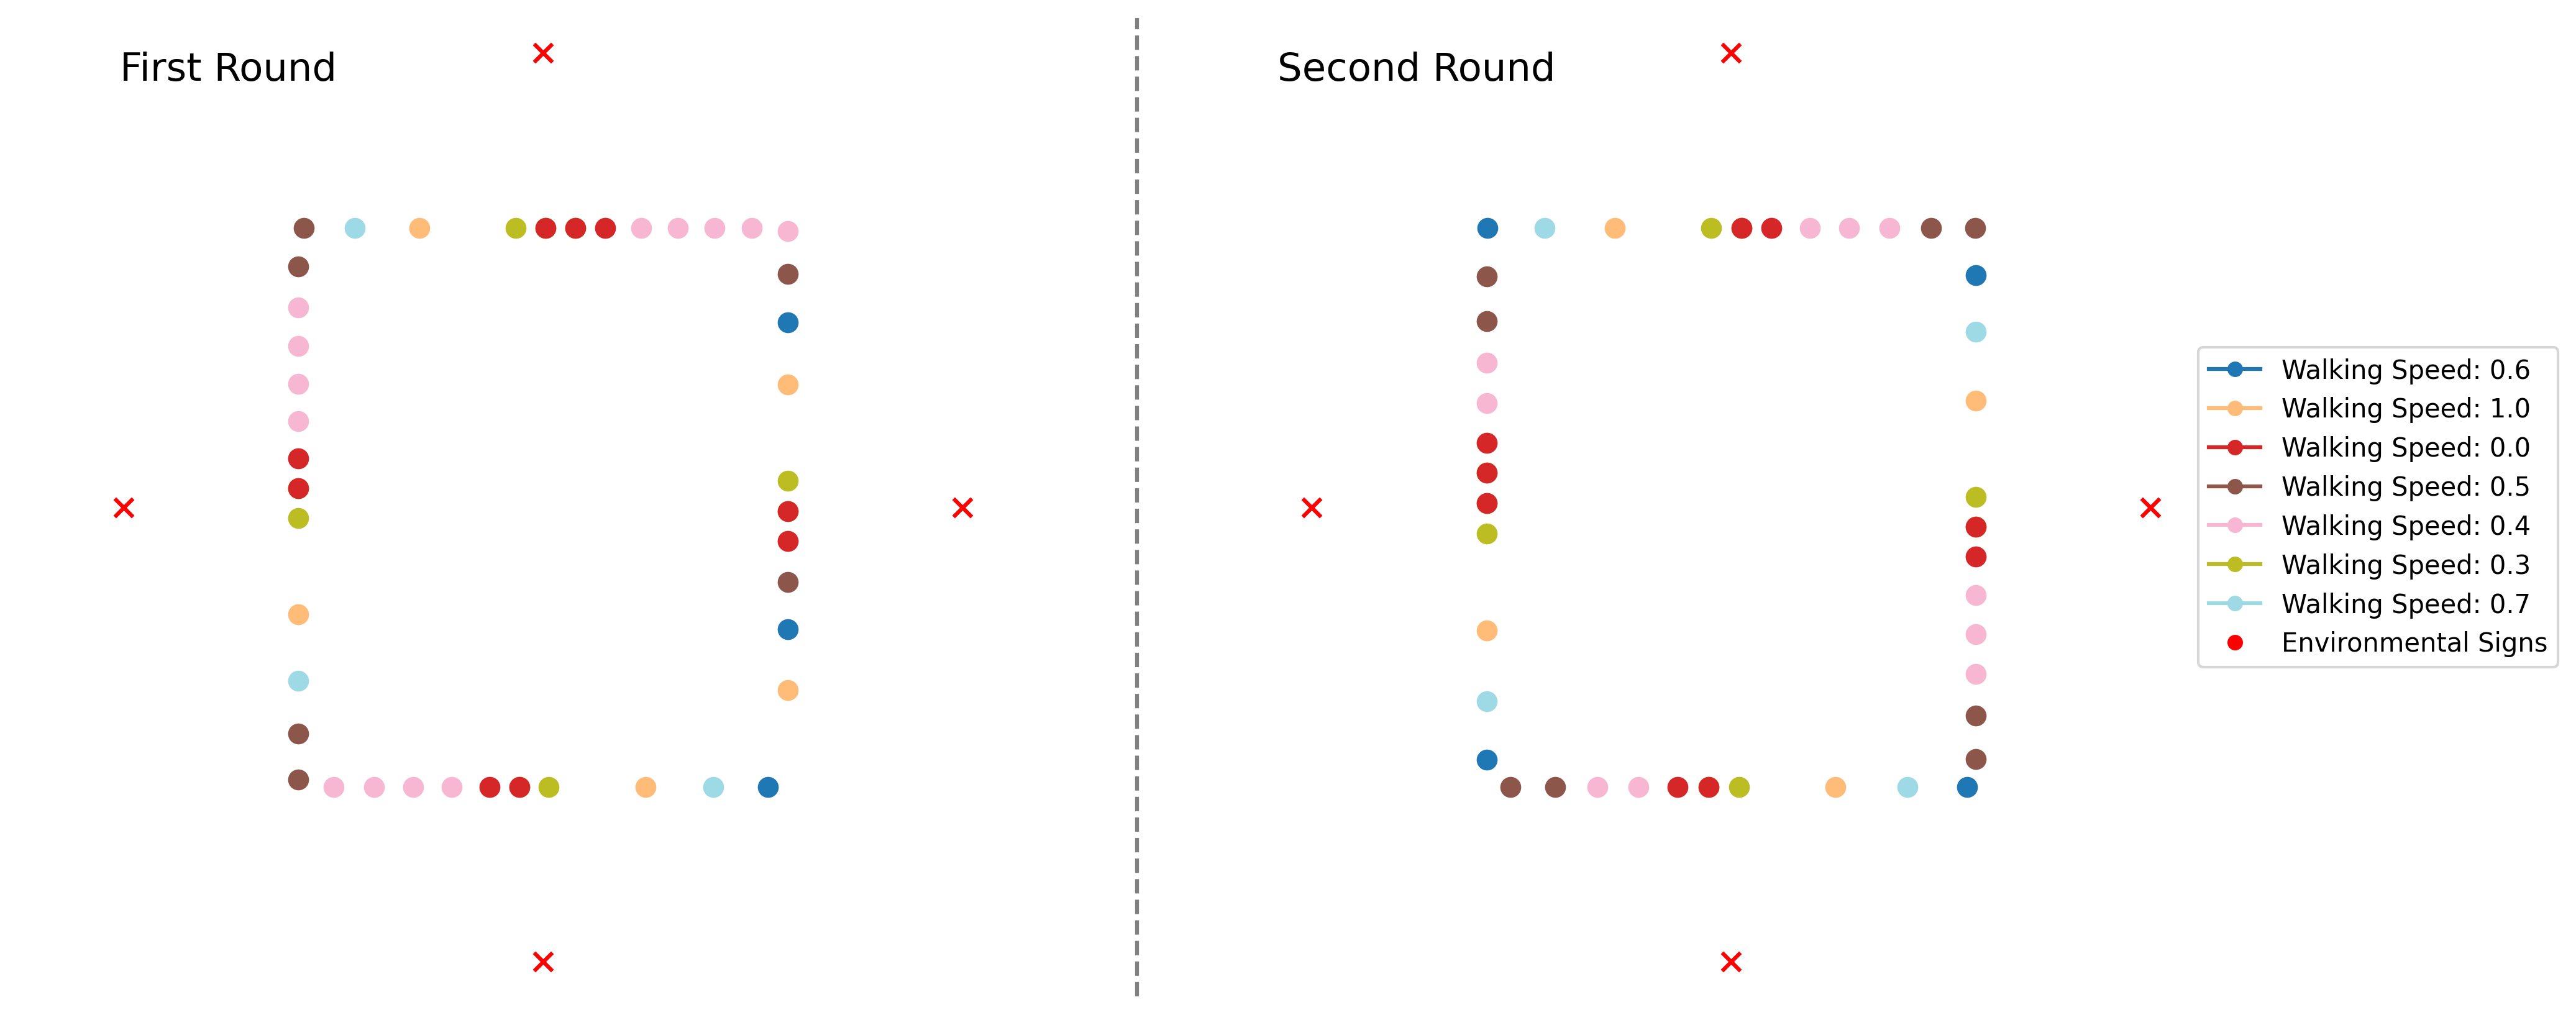 First Round
Second Round
Walking Speed: 0.6
Walking Speed: 1.0
Walking Speed: 0.0
Walking Speed: 0.5
Walking Speed: 0.4
Walking Speed: 0.3
Walking Speed: 0.7
Environmental Signs